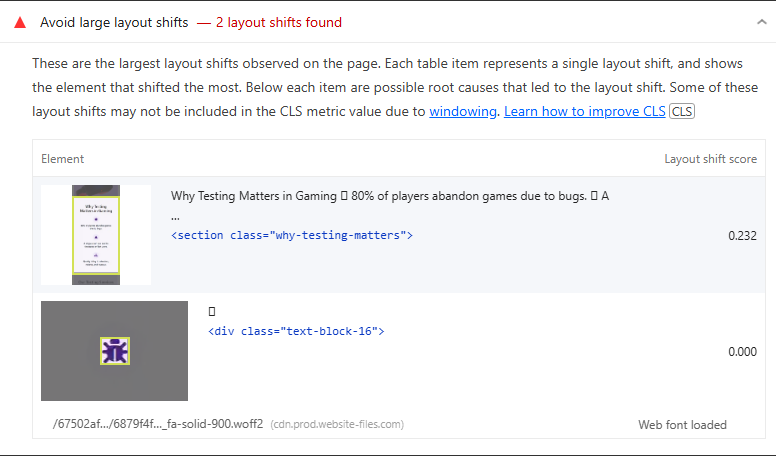 Avoid large layout shifts — 2 layout shifts found
These are the largest layout shifts observed on the page. Each table item represents a single layout shift, and shows
the element that shifted the most. Below each item are possible root causes that led to the layout shift. Some of these
layout shifts may not be included in the CLS metric value due to windowing. Learn how to improve CLS CLS
Element Layout shift score
Why Testing
Matters in Gaming
Why Testing Matters in Gaming  80% of players abandon games due to bugs.  A
...
<section class="why-testing-matters">
0.232

<div class="text-block-16">
0.000
/67502af…/6879f4f…_fa-solid-900.woff2 (cdn.prod.website-files.com) Web font loaded